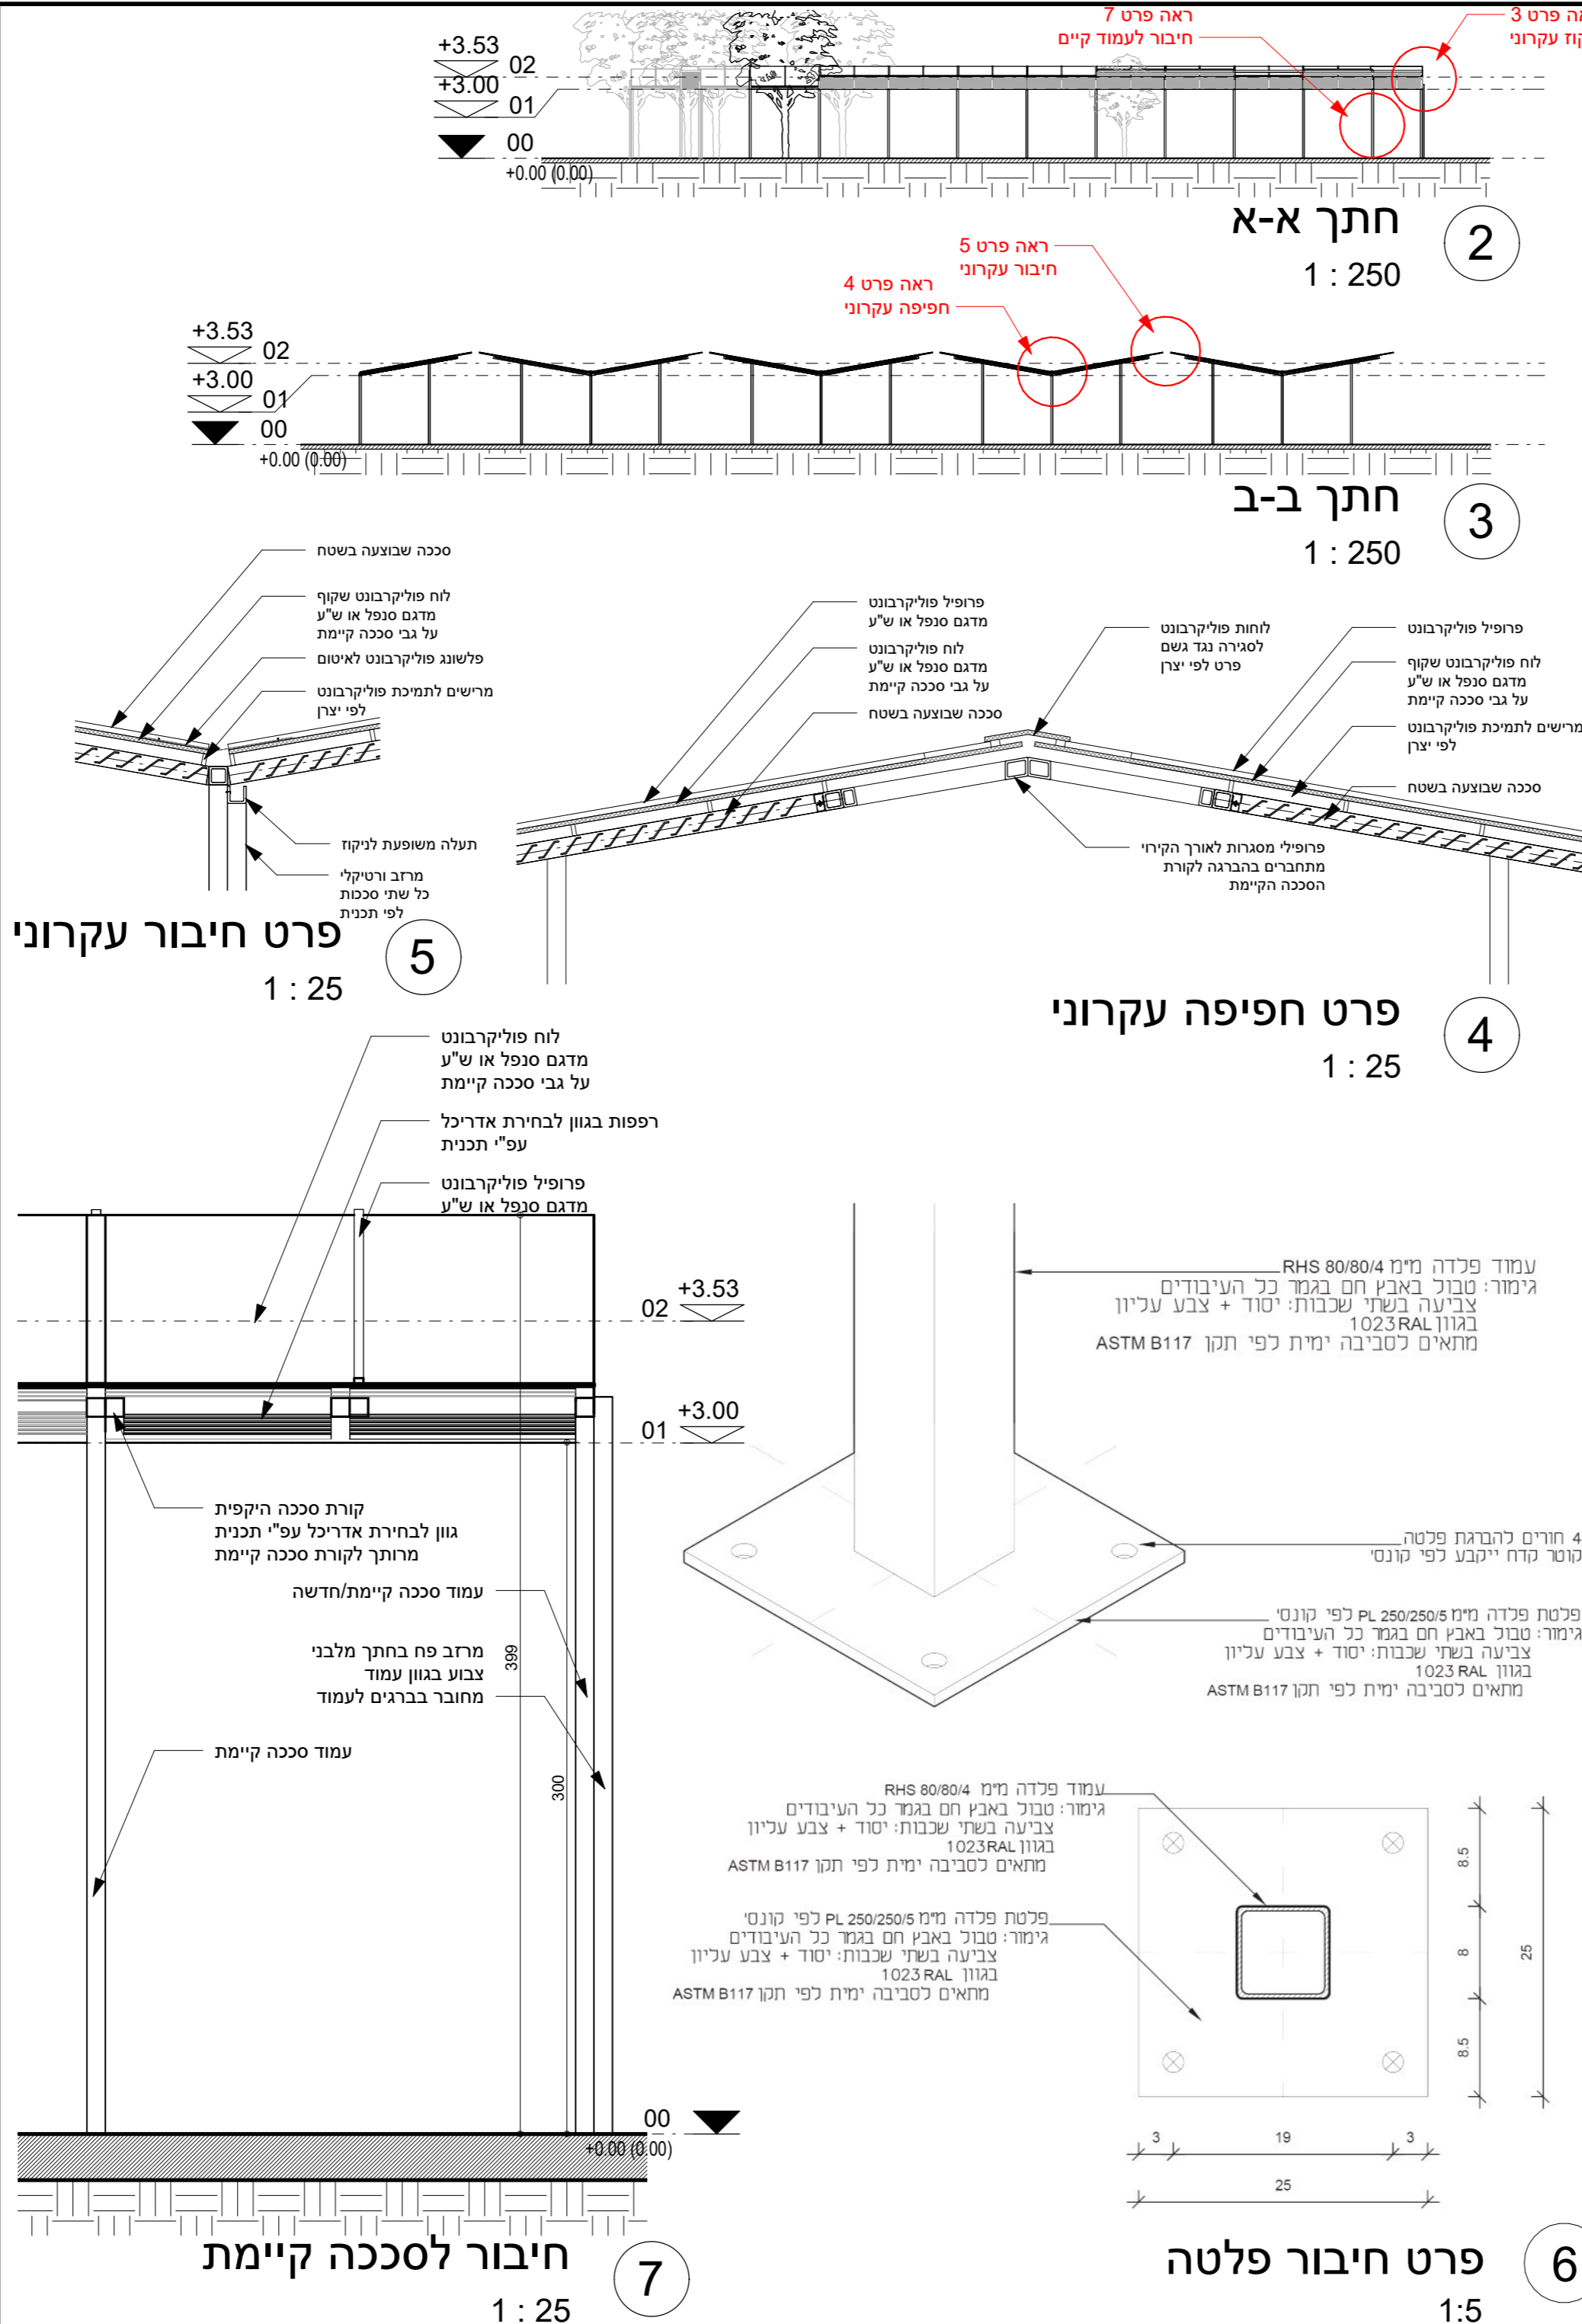 ראה פרט 7
חיבור לעמוד קיים
פרט 3
עקרוני
+3.53
02
+3.00
01
00
+0.00 (0.00)
חתך א-א
2
1 : 250
ראה פרט 5
חיבור עקרוני
ראה פרט 4
חפיפה עקרוני
+3.53
02
+3.00
01
00
+0.00 (0.00)
חתך ב-ב
3
1 : 250
סככה שבוצעה בשטח
לוח פוליקרבונט שקוף
מדגם סנפל או ש"ע
על גבי סככה קיימת
פלשונג פוליקרבונט לאיטום
מרישים לתמיכת פוליקרבונט
לפי יצרן
תעלה משופעת לניקוז
מרזב ורטיקלי
כל שתי סככות
לפי תכנית
פרט חיבור עקרוני
5
1 : 25
פרופיל פוליקרבונט
מדגם סנפל או ש"ע
לוח פוליקרבונט
מדגם סנפל או ש"ע
על גבי סככה קיימת
סככה שבוצעה בשטח
לוחות פוליקרבונט
לסגירה נגד גשם
פרט לפי יצרן
פרופיל פוליקרבונט
לוח פוליקרבונט שקוף
מדגם סנפל או ש"ע
על גבי סככה קיימת
מרישים לתמיכת פוליקרבונט
לפי יצרן
סככה שבוצעה בשטח
פרופילי מסגרות לאורך הקירוי
מתחברים בהברגה לקורת
הסככה הקיימת
פרט חפיפה עקרוני
4
1 : 25
לוח פוליקרבונט
מדגם סנפל או ש"ע
על גבי סככה קיימת
רפפות בגוון לבחירת אדריכל
עפ"י תכנית
פרופיל פוליקרבונט
מדגם סנפל או ש"ע
+3.53
02
+3.00
01
קורת סככה היקפית
גוון לבחירת אדריכל עפ"י תכנית
מרותך לקורת סככה קיימת
עמוד סככה קיימת/חדשה
מרזב פח בחתך מלבני
צבוע בגוון עמוד
מחובר בברגים לעמוד
עמוד סככה קיימת
399
300
00
+0.00 (0.00)
חיבור לסככה קיימת
7
1 : 25
עמוד פלדה מ"מ RHS 80/80/4
גימור: טבול באבץ חם בגמר כל העיבודים
צביעה בשתי שכבות: יסוד + צבע עליון
בגוון RAL 1023
מתאים לסביבה ימית לפי תקן ASTM B117
4 חורים להברגת פלטה
קוטר קדח ייקבע לפי קונס'
פלטת פלדה מ"מ PL 250/250/5 לפי קונס'
גימור: טבול באבץ חם בגמר כל העיבודים
צביעה בשתי שכבות: יסוד + צבע עליון
בגוון RAL 1023
מתאים לסביבה ימית לפי תקן ASTM B117
עמוד פלדה מ"מ RHS 80/80/4
גימור: טבול באבץ חם בגמר כל העיבודים
צביעה בשתי שכבות: יסוד + צבע עליון
בגוון RAL 1023
מתאים לסביבה ימית לפי תקן ASTM B117
פלטת פלדה מ"מ PL 250/250/5 לפי קונס'
גימור: טבול באבץ חם בגמר כל העיבודים
צביעה בשתי שכבות: יסוד + צבע עליון
בגוון RAL 1023
מתאים לסביבה ימית לפי תקן ASTM B117
8.5
8
8.5
25
3
19
3
25
פרט חיבור פלטה
6
1:5